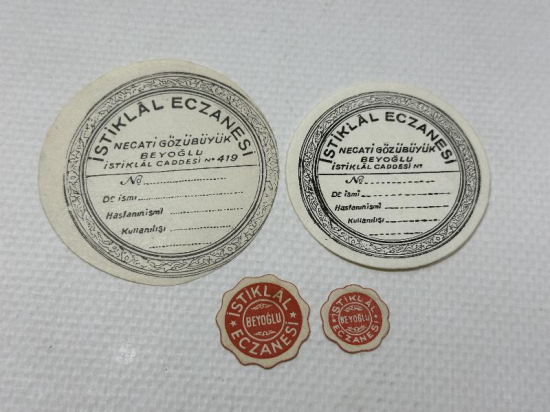 İSTİKLÂL ECZANESİ
NECATİ GÖZÜBÜYÜK
BEYOĞLU
İSTİKLÂL CADDESİ Nº 419
Nº
Dr ismi
Hastanın ismi
Kullanılışı
İSTİKLÂL ECZANESİ
NECATİ GÖZÜBÜYÜK
BEYOĞLU
İSTİKLÂL CADDESİ Nº
Nº
Dr ismi
Hastanın ismi
Kullanılışı
İSTİKLÂL
BEYOĞLU
ECZANESİ
İSTİKLÂL
BEYOĞLU
ECZANESİ